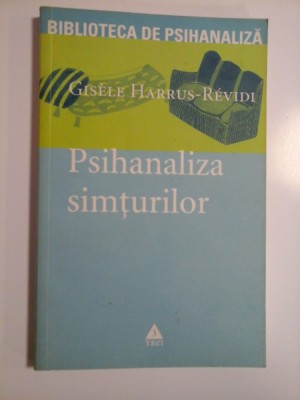 BIBLIOTECA DE PSIHANALIZĂ
GISÈLE HARRUS-RÉVIDI
Psihanaliza
simțurilor
TREI